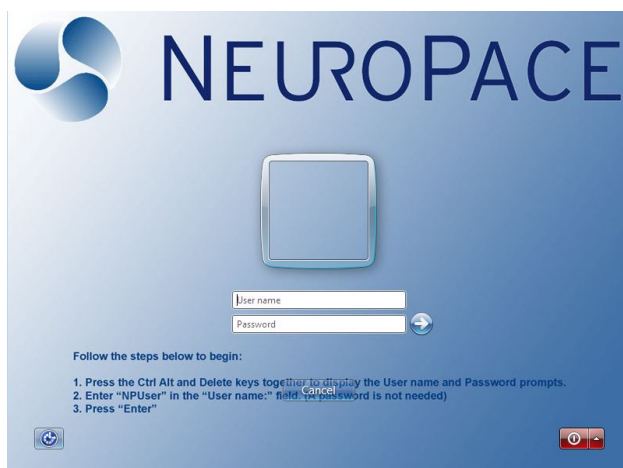 NEUROPACE
User name
Password
Follow the steps below to begin:
1. Press the Ctrl Alt and Delete keys together to display the User name and Password prompts.
Cancel
2. Enter “NPUser” in the “User name:” field. (A password is not needed)
3. Press “Enter”